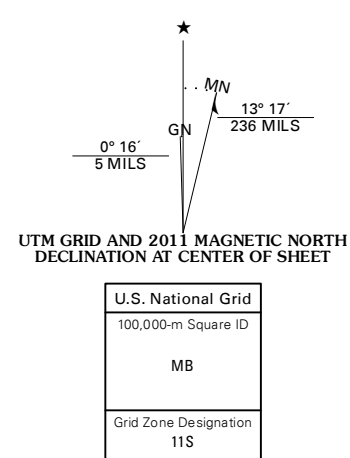 ★
MN
GN
13° 17´
236 MILS
0° 16´
5 MILS
UTM GRID AND 2011 MAGNETIC NORTH
DECLINATION AT CENTER OF SHEET
U.S. National Grid
100,000-m Square ID
MB
Grid Zone Designation
11S